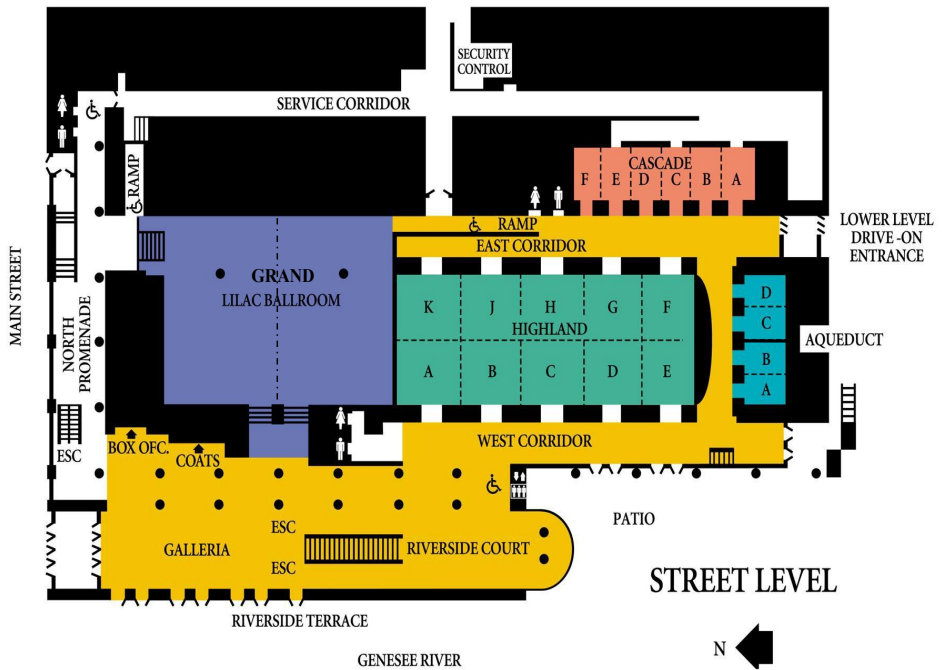 SECURITY
CONTROL
SERVICE CORRIDOR
CASCADE
F E D C B A
RAMP
RAMP
EAST CORRIDOR
LOWER LEVEL
DRIVE -ON
ENTRANCE
MAIN STREET
NORTH
PROMENADE
GRAND
LILAC BALLROOM
K J H G F
HIGHLAND
A B C D E
D
C
B
A
AQUEDUCT
WEST CORRIDOR
BOX OFC.
COATS
ESC
ESC
GALLERIA
RIVERSIDE COURT
ESC
PATIO
STREET LEVEL
RIVERSIDE TERRACE
GENESEE RIVER
N